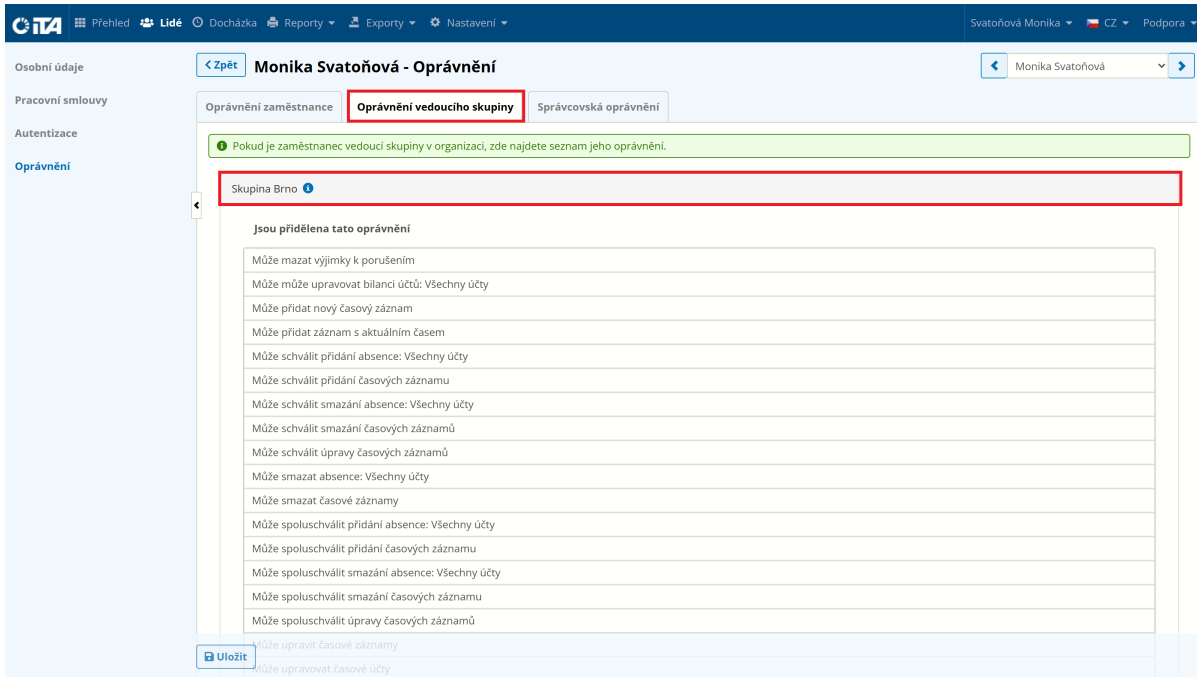 iTA Přehled Lidé Docházka Reporty Exporty Nastavení Svatoňová Monika CZ Podpora
Osobní údaje
Pracovní smlouvy
Autentizace
Oprávnění
Zpět Monika Svatoňová - Oprávnění Monika Svatoňová
Oprávnění zaměstnance Oprávnění vedoucího skupiny Správcovská oprávnění
Pokud je zaměstnanec vedoucí skupiny v organizaci, zde najdete seznam jeho oprávnění.
Skupina Brno
Jsou přidělena tato oprávnění
Může mazat výjimky k porušením
Může může upravovat bilanci účtů: Všechny účty
Může přidat nový časový záznam
Může přidat záznam s aktuálním časem
Může schválit přidání absence: Všechny účty
Může schválit přidání časových záznamu
Může schválit smazání absence: Všechny účty
Může schválit smazání časových záznamů
Může schválit úpravy časových záznamů
Může smazat absence: Všechny účty
Může smazat časové záznamy
Může spoluschválit přidání absence: Všechny účty
Může spoluschválit přidání časových záznamu
Může spoluschválit smazání absence: Všechny účty
Může spoluschválit smazání časových záznamu
Může spoluschválit úpravy časových záznamů
Může upravit časové záznamy
Uložit
Může upravovat časové účty